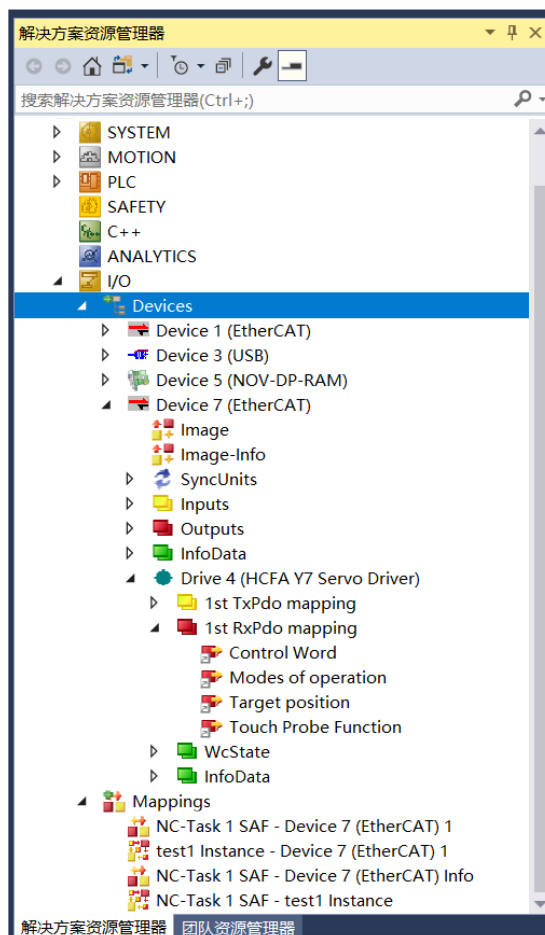 解决方案资源管理器
搜索解决方案资源管理器(Ctrl+;)
SYSTEM
MOTION
PLC
SAFETY
C++
ANALYTICS
I/O
Devices
Device 1 (EtherCAT)
Device 3 (USB)
Device 5 (NOV-DP-RAM)
Device 7 (EtherCAT)
Image
Image-Info
SyncUnits
Inputs
Outputs
InfoData
Drive 4 (HCFA Y7 Servo Driver)
1st TxPdo mapping
1st RxPdo mapping
Control Word
Modes of operation
Target position
Touch Probe Function
WcState
InfoData
Mappings
NC-Task 1 SAF - Device 7 (EtherCAT) 1
test1 Instance - Device 7 (EtherCAT) 1
NC-Task 1 SAF - Device 7 (EtherCAT) Info
NC-Task 1 SAF - test1 Instance
解决方案资源管理器 团队资源管理器